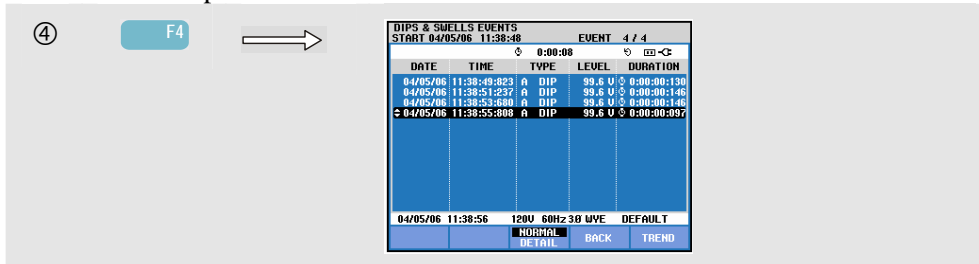 ④ F4
DIPS & SWELLS EVENTS
START 04/05/06 11:38:48 EVENT 4 / 4
0:00:08
DATE TIME TYPE LEVEL DURATION
04/05/06 11:38:49:823 A DIP 99.6 V 0:00:00:130
04/05/06 11:38:51:237 A DIP 99.6 V 0:00:00:146
04/05/06 11:38:53:680 A DIP 99.6 V 0:00:00:146
04/05/06 11:38:55:808 A DIP 99.6 V 0:00:00:097
04/05/06 11:38:56 120V 60Hz 3Ø WYE DEFAULT
NORMAL
DETAIL BACK TREND